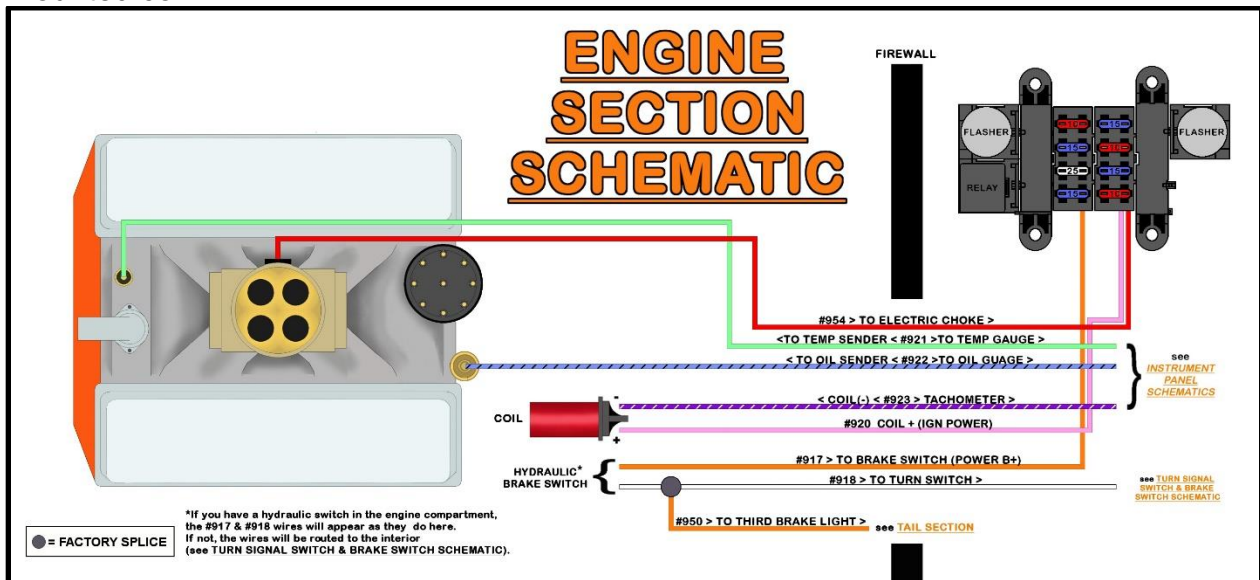 ENGINE
SECTION
SCHEMATIC
FIREWALL
FLASHER
FLASHER
RELAY
10
15
25
15
15
10
15
10
#954 > TO ELECTRIC CHOKE >
<TO TEMP SENDER < #921 >TO TEMP GAUGE >
< TO OIL SENDER < #922 >TO OIL GUAGE >
see
INSTRUMENT
PANEL
SCHEMATICS
COIL
-
+
< COIL(-) < #923 > TACHOMETER >
#920 COIL + (IGN POWER)
HYDRAULIC*
BRAKE SWITCH
#917 > TO BRAKE SWITCH (POWER B+)
#918 > TO TURN SWITCH >
see TURN SIGNAL
SWITCH & BRAKE
SWITCH SCHEMATIC
#950 > TO THIRD BRAKE LIGHT >
see TAIL SECTION
*If you have a hydraulic switch in the engine compartment,
the #917 & #918 wires will appear as they do here.
If not, the wires will be routed to the interior
(see TURN SIGNAL SWITCH & BRAKE SWITCH SCHEMATIC).
= FACTORY SPLICE